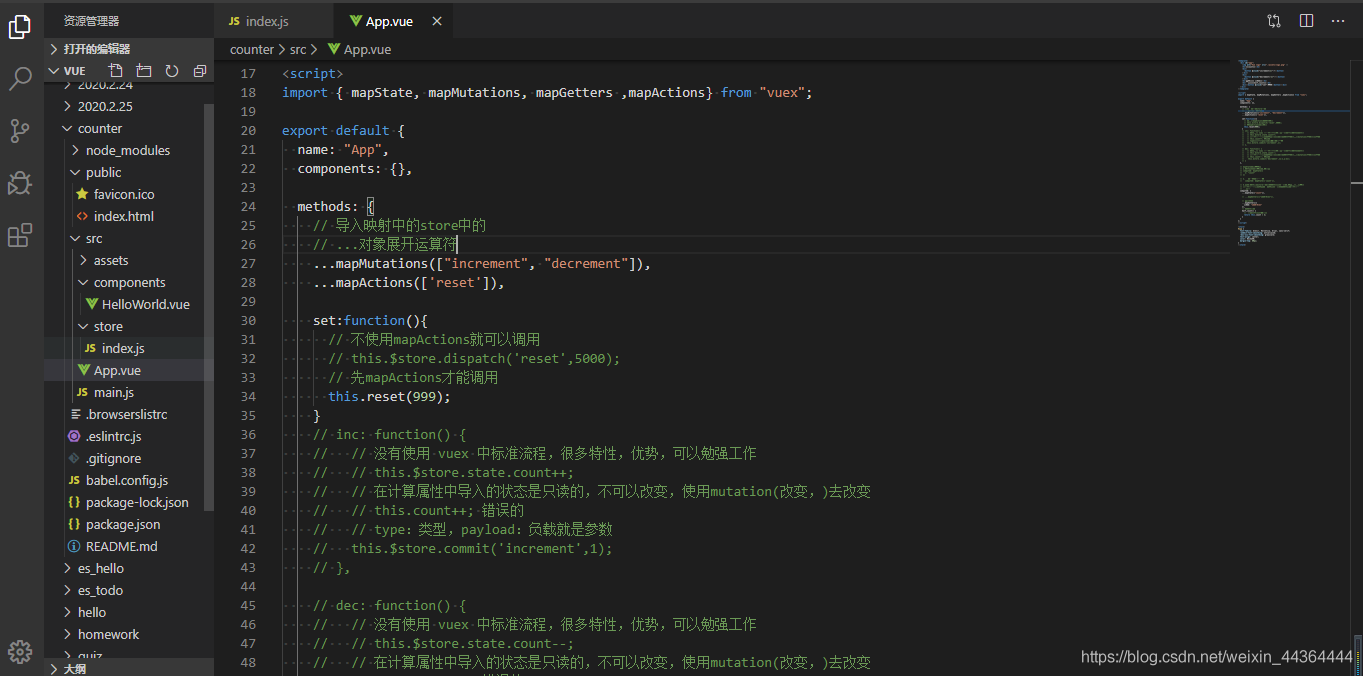 资源管理器
打开的编辑器
VUE
2020.2.24
2020.2.25
counter
node_modules
public
favicon.ico
index.html
src
assets
components
HelloWorld.vue
store
index.js
App.vue
main.js
.browserslistrc
.eslintrc.js
.gitignore
babel.config.js
package-lock.json
package.json
README.md
es_hello
es_todo
hello
homework
quiz
大纲
JS index.js
App.vue
counter > src > App.vue
17 <script>
18 import { mapState, mapMutations, mapGetters ,mapActions} from "vuex";
19
20 export default {
21   name: "App",
22   components: {},
23
24   methods: {
25     // 导入映射中的store中的
26     // ...对象展开运算符
27     ...mapMutations(["increment", "decrement"]),
28     ...mapActions(['reset']),
29
30     set:function(){
31       // 不使用mapActions就可以调用
32       // this.$store.dispatch('reset',5000);
33       // 先mapActions才能调用
34       this.reset(999);
35     }
36     // inc: function() {
37     //   // 没有使用 vuex 中标准流程，很多特性，优势，可以勉强工作
38     //   // this.$store.state.count++;
39     //   // 在计算属性中导入的状态是只读的，不可以改变，使用mutation(改变，)去改变
40     //   // this.count++; 错误的
41     //   // type：类型，payload：负载就是参数
42     //   this.$store.commit('increment',1);
43     // },
44
45     // dec: function() {
46     //   // 没有使用 vuex 中标准流程，很多特性，优势，可以勉强工作
47     //   // this.$store.state.count--;
48     //   // 在计算属性中导入的状态是只读的，不可以改变，使用mutation(改变，)去改变
https://blog.csdn.net/weixin_44364444